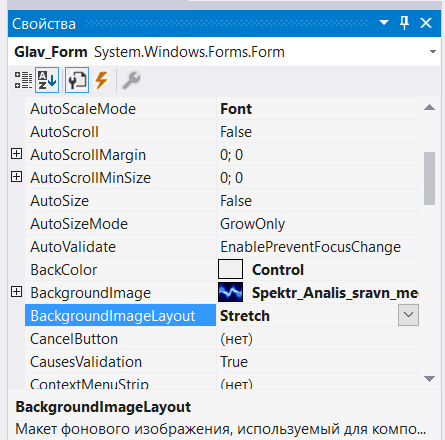 Свойства
Glav_Form System.Windows.Forms.Form
AutoScaleMode Font
AutoScroll False
AutoScrollMargin 0; 0
AutoScrollMinSize 0; 0
AutoSize False
AutoSizeMode GrowOnly
AutoValidate EnablePreventFocusChange
BackColor Control
BackgroundImage Spektr_Analis_sravn_me
BackgroundImageLayout Stretch
CancelButton (нет)
CausesValidation True
ContextMenuStrip (нет)
BackgroundImageLayout
Макет фонового изображения, используемый для компо...